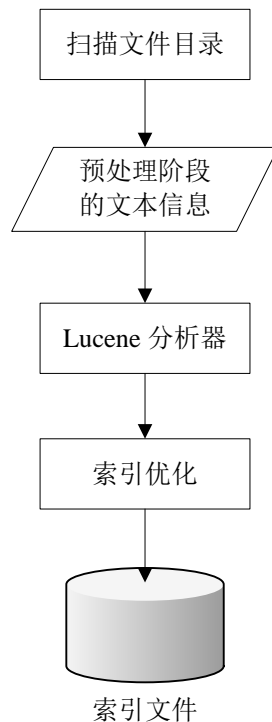 扫描文件目录
预处理阶段
的文本信息
Lucene 分析器
索引优化
索引文件